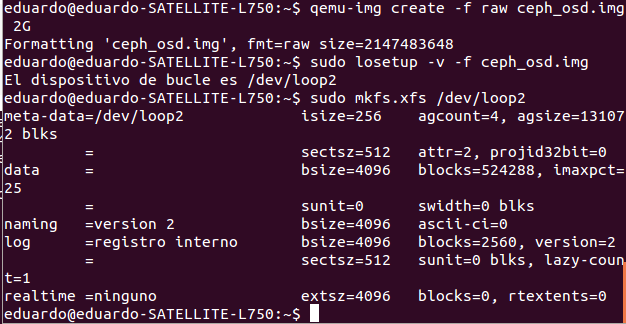 eduardo@eduardo-SATELLITE-L750:~$ qemu-img create -f raw ceph_osd.img
 2G
Formatting 'ceph_osd.img', fmt=raw size=2147483648
eduardo@eduardo-SATELLITE-L750:~$ sudo losetup -v -f ceph_osd.img
El dispositivo de bucle es /dev/loop2
eduardo@eduardo-SATELLITE-L750:~$ sudo mkfs.xfs /dev/loop2
meta-data=/dev/loop2             isize=256    agcount=4, agsize=13107
2 blks
         =                       sectsz=512   attr=2, projid32bit=0
data     =                       bsize=4096   blocks=524288, imaxpct=
25
         =                       sunit=0      swidth=0 blks
naming   =version 2              bsize=4096   ascii-ci=0
log      =registro interno       bsize=4096   blocks=2560, version=2
         =                       sectsz=512   sunit=0 blks, lazy-coun
t=1
realtime =ninguno                extsz=4096   blocks=0, rtextents=0
eduardo@eduardo-SATELLITE-L750:~$